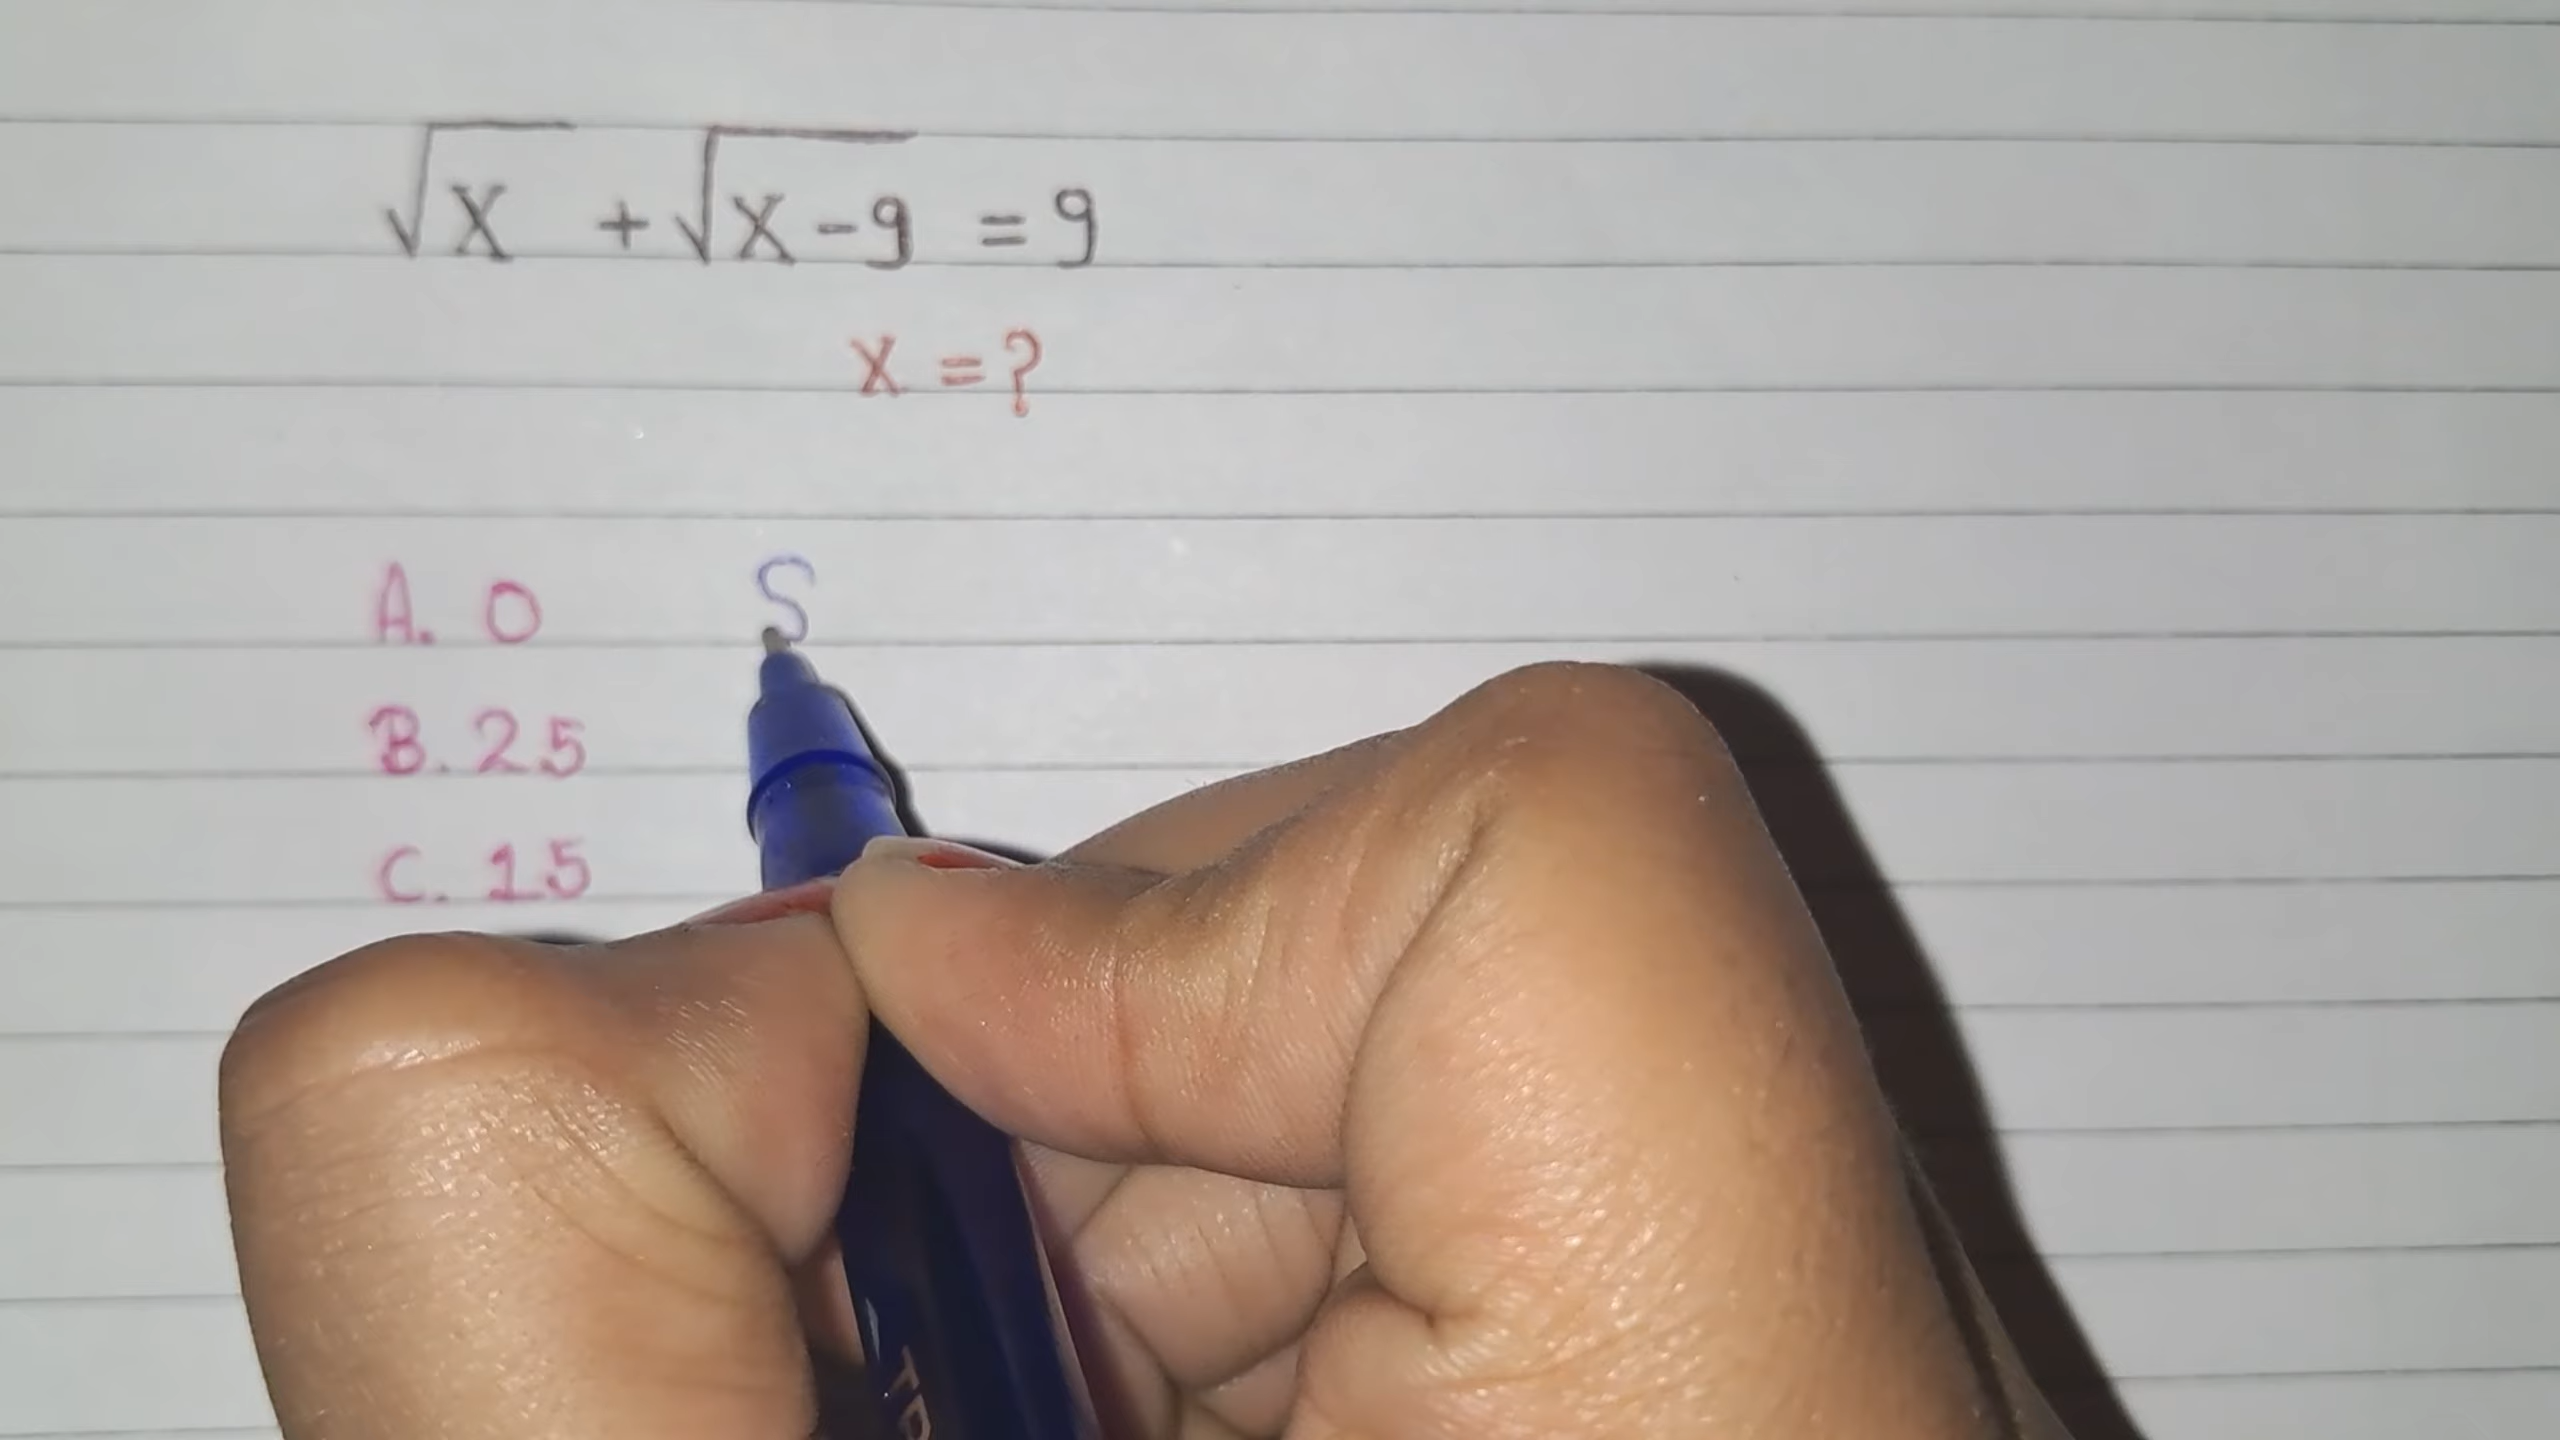 √x + √x-9 = 9
x = ?
A. 0
S
B. 25
C. 15